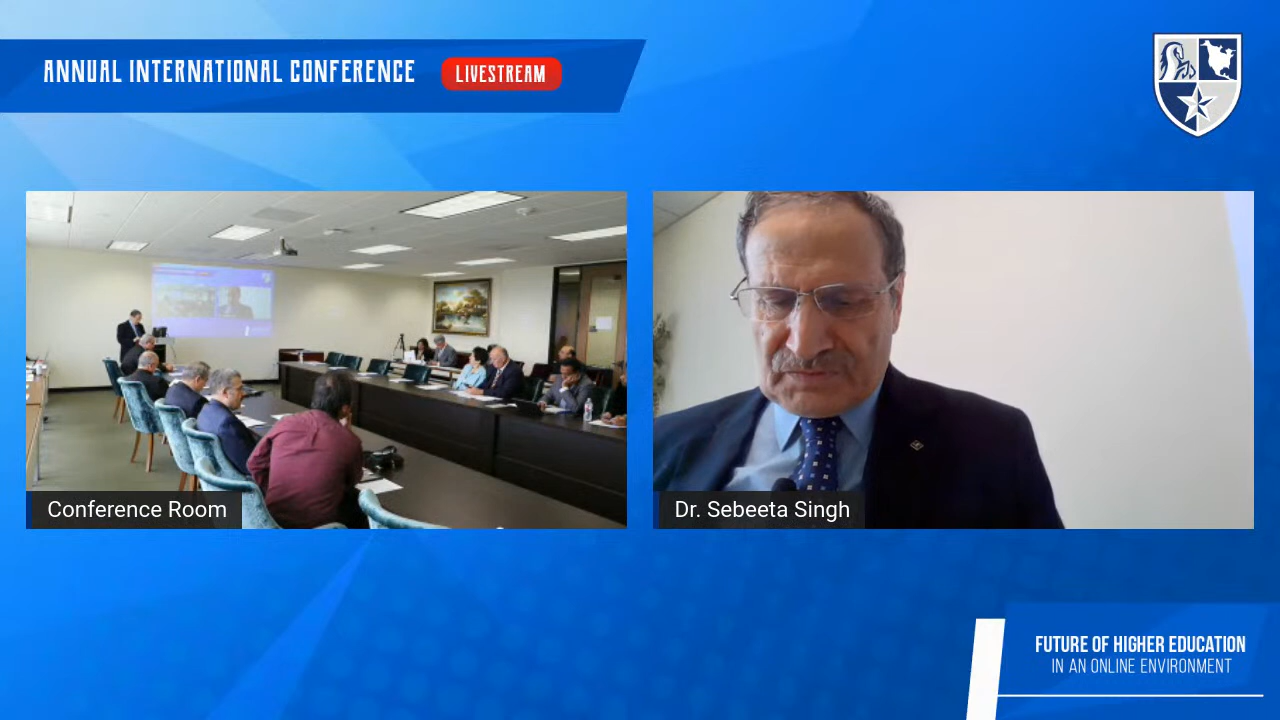 ANNUAL INTERNATIONAL CONFERENCE
LIVESTREAM
Conference Room
Dr. Sebeeta Singh
FUTURE OF HIGHER EDUCATION
IN AN ONLINE ENVIRONMENT